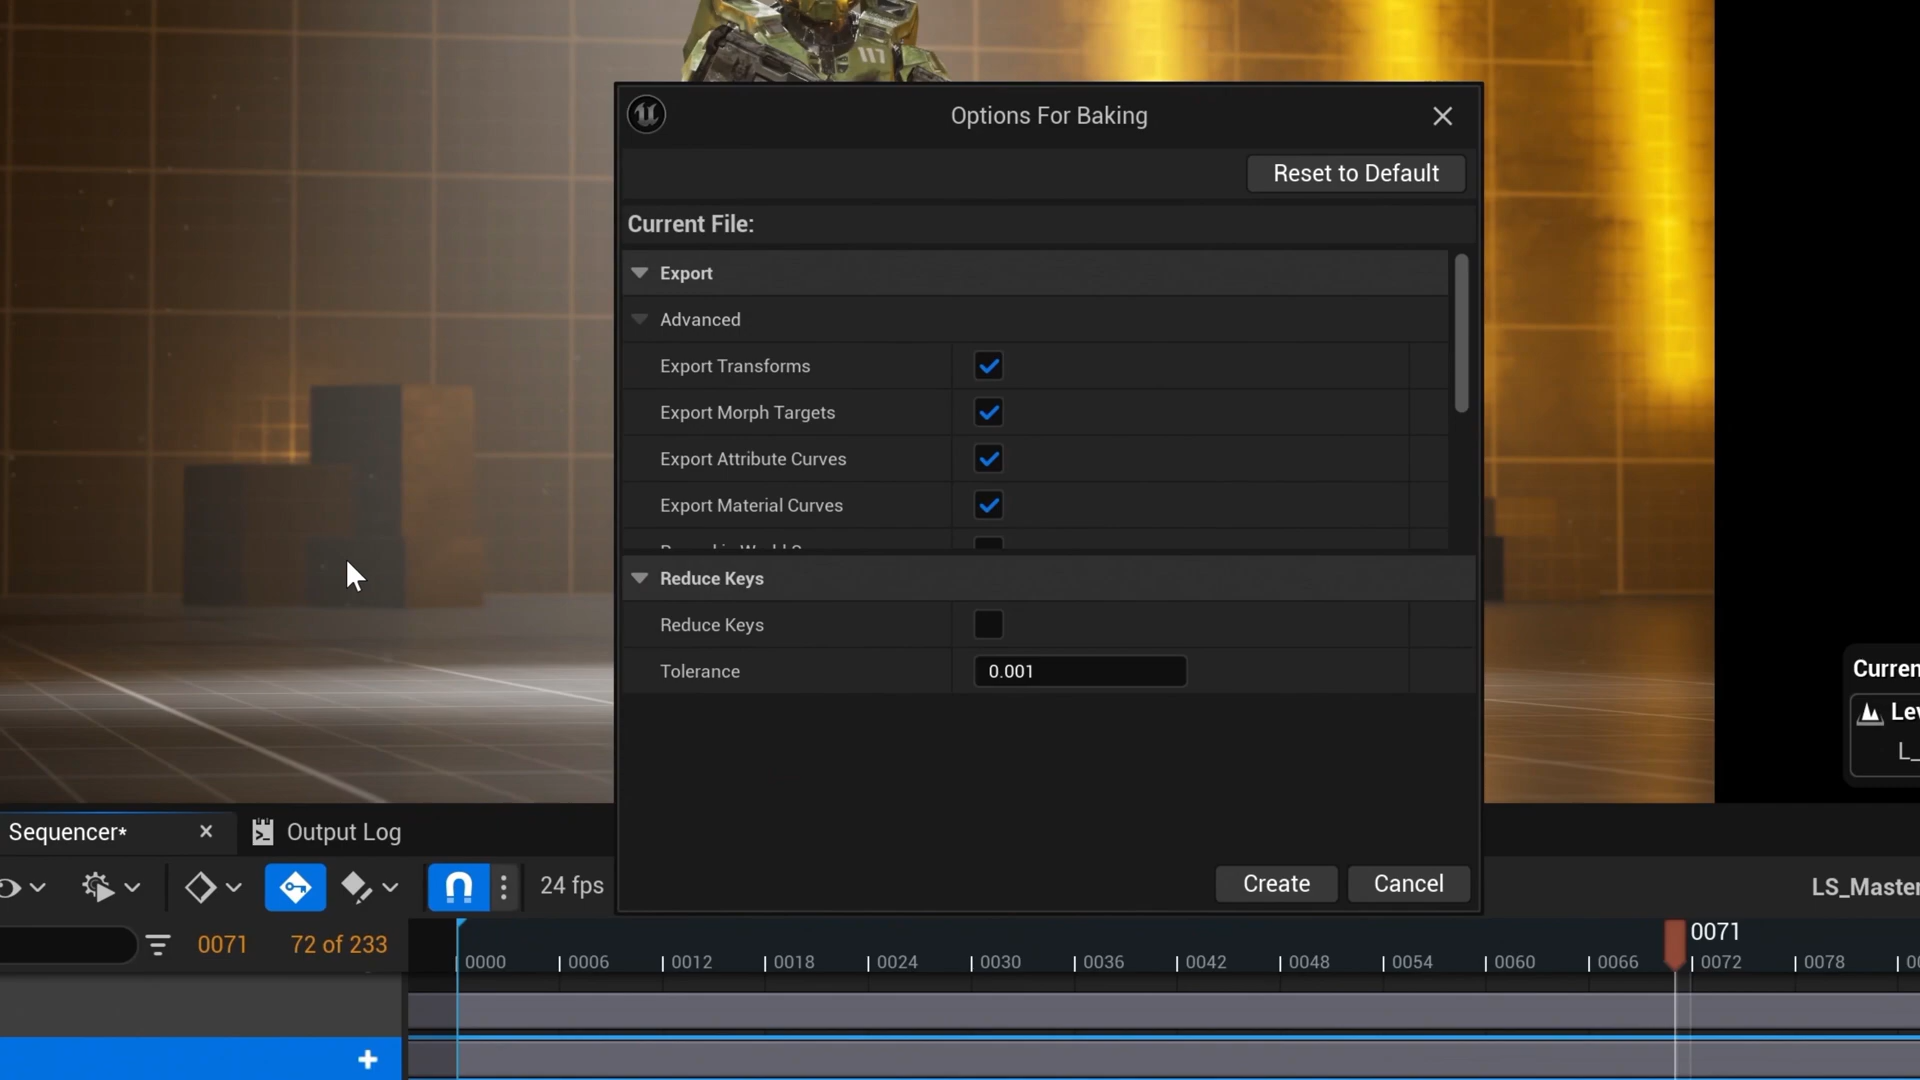 117
Options For Baking
Reset to Default
Current File:
Export
Advanced
Export Transforms
Export Morph Targets
Export Attribute Curves
Export Material Curves
Reduce Keys
Reduce Keys
Tolerance 0.001
Create Cancel
Curren
Lev
L_
Sequencer* Output Log
24 fps
LS_Master
0071 72 of 233
0071
0000 0006 0012 0018 0024 0030 0036 0042 0048 0054 0060 0066 0072 0078